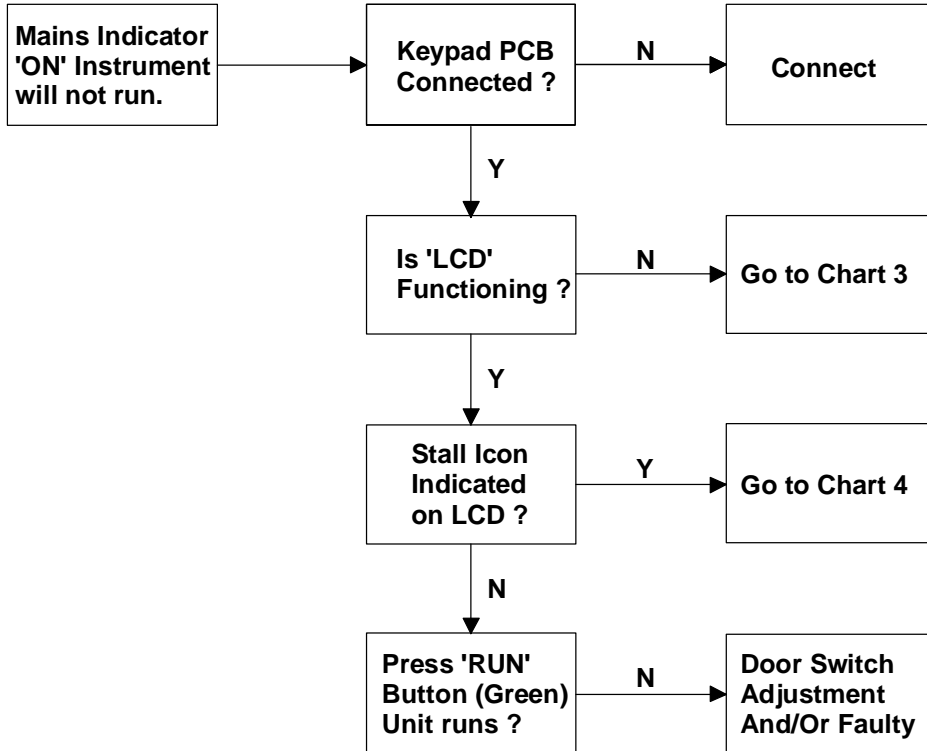 Mains Indicator
'ON' Instrument
will not run.
Keypad PCB
Connected ?
N
Connect
Y
Is 'LCD'
Functioning ?
N
Go to Chart 3
Y
Stall Icon
Indicated
on LCD ?
Y
Go to Chart 4
N
Press 'RUN'
Button (Green)
Unit runs ?
N
Door Switch
Adjustment
And/Or Faulty